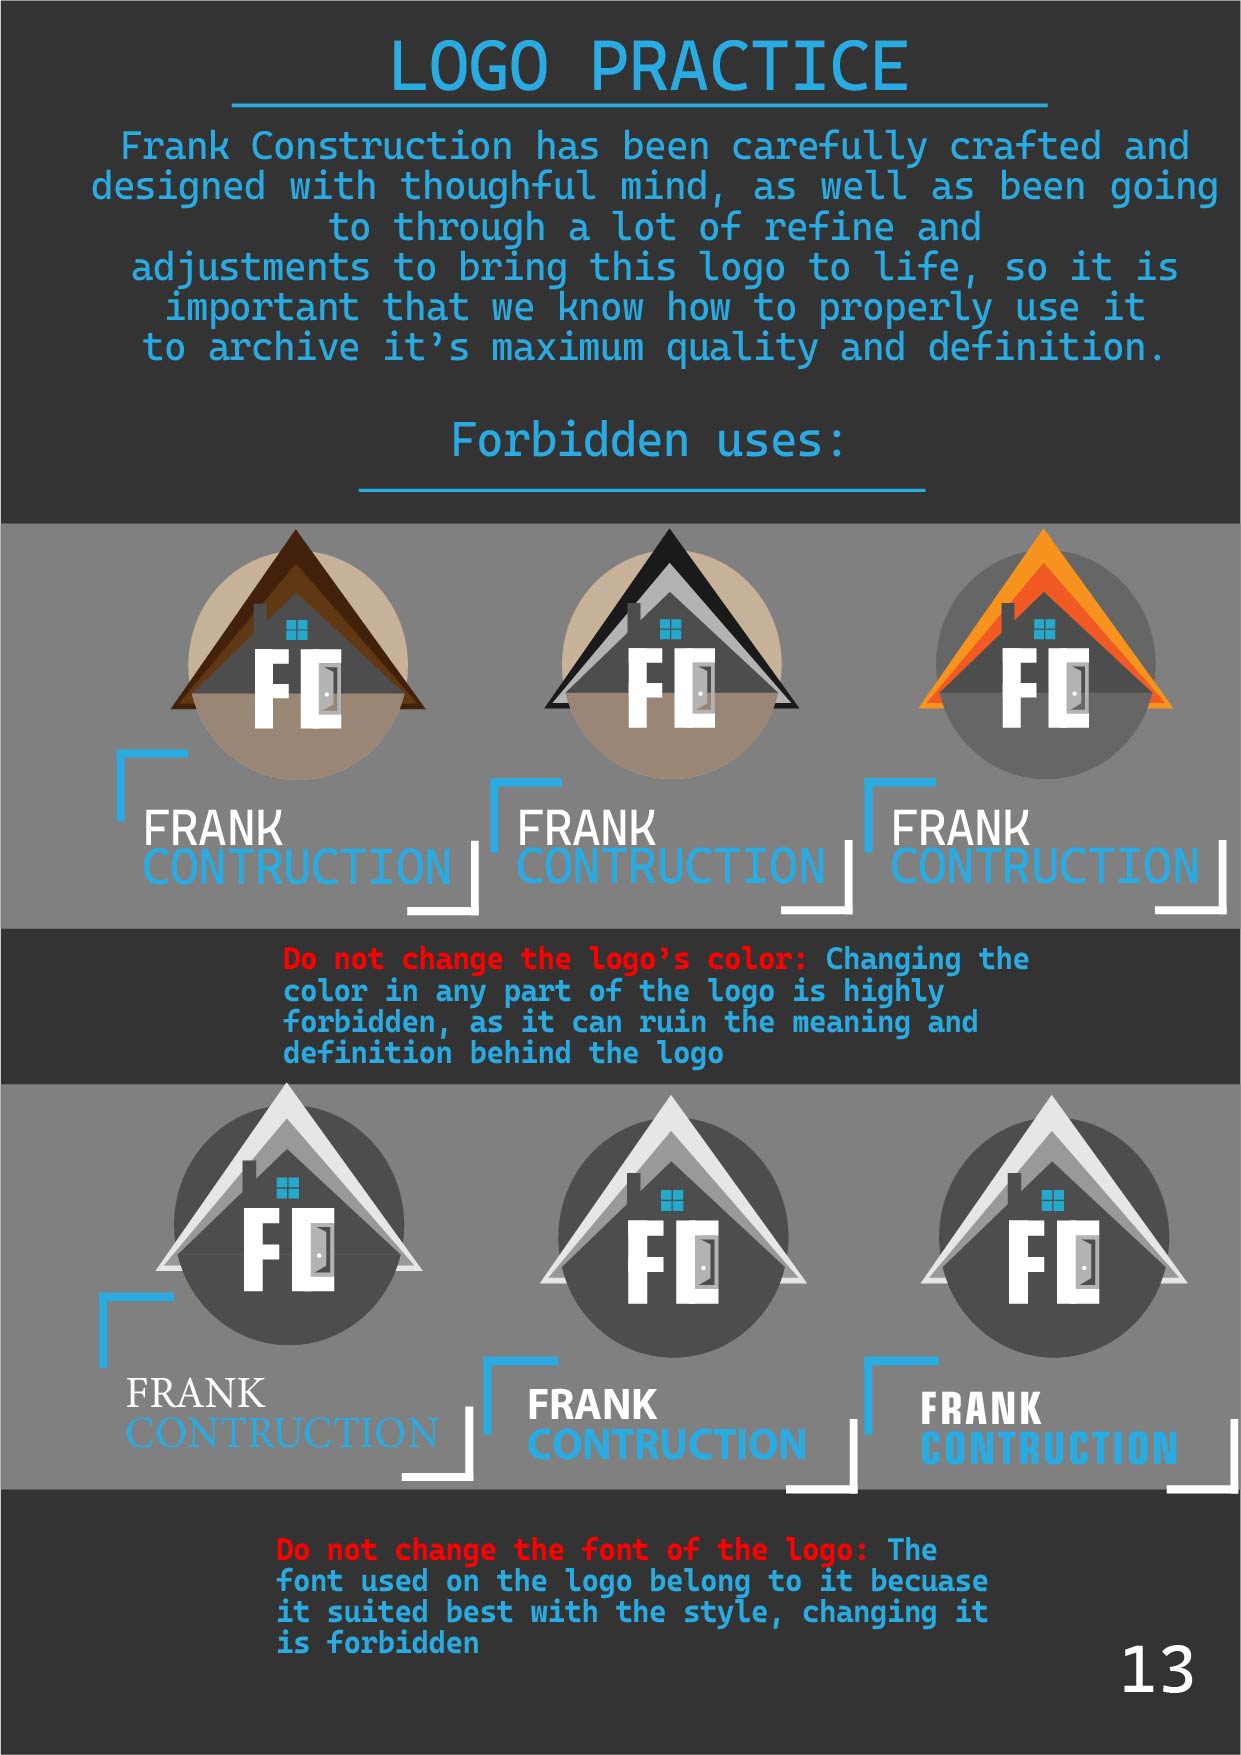 LOGO PRACTICE
Frank Construction has been carefully crafted and
designed with thoughful mind, as well as been going
to through a lot of refine and
adjustments to bring this logo to life, so it is
important that we know how to properly use it
to archive it’s maximum quality and definition.
Forbidden uses:
FC
FC
FC
FRANK
CONTRUCTION
FRANK
CONTRUCTION
FRANK
CONTRUCTION
Do not change the logo’s color: Changing the
color in any part of the logo is highly
forbidden, as it can ruin the meaning and
definition behind the logo
FC
FC
FC
FRANK
CONTRUCTION
FRANK
CONTRUCTION
FRANK
CONTRUCTION
Do not change the font of the logo: The
font used on the logo belong to it becuase
it suited best with the style, changing it
is forbidden
13